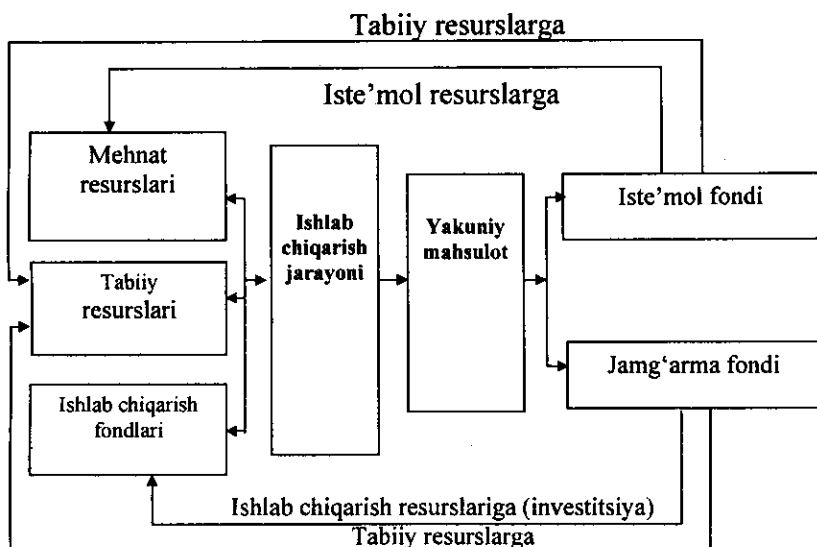 Tabiiy resurslarga
Iste’mol resurslarga
Mehnat
resurslari
Tabiiy
resurslari
Ishlab chiqarish
fondlari
Ishlab
chiqarish
jarayoni
Yakuniy
mahsulot
Iste’mol fondi
Jamg‘arma fondi
Ishlab chiqarish resurslariga (investitsiya)
Tabiiy resurslarga